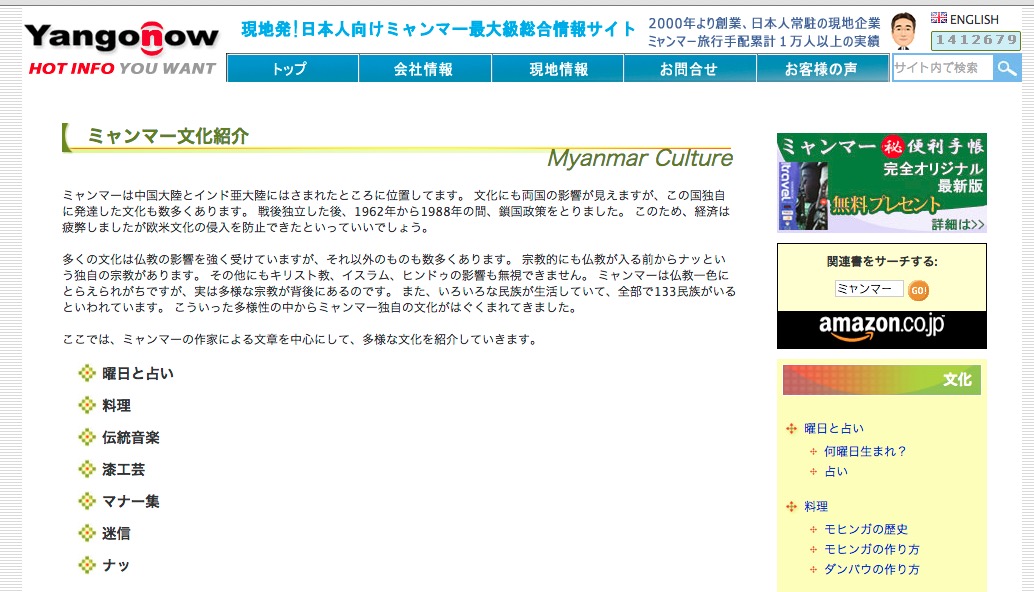 Yangonow
HOT INFO YOU WANT
現地発!日本人向けミャンマー最大級総合情報サイト
2000年より創業、日本人常駐の現地企業
ミャンマー旅行手配累計1万人以上の実績
ENGLISH
1412679
トップ
会社情報
現地情報
お問合せ
お客様の声
サイト内で検索
ミャンマー文化紹介
Myanmar Culture
ミャンマーは中国大陸とインド亜大陸にはさまれたところに位置してます。 文化にも両国の影響が見えますが、この国独自
に発達した文化も数多くあります。 戦後独立した後、1962年から1988年の間、鎖国政策をとりました。 このため、経済は
疲弊しましたが欧米文化の侵入を防止できたといっていいでしょう。
多くの文化は仏教の影響を強く受けていますが、それ以外のものも数多くあります。 宗教的にも仏教が入る前からナッとい
う独自の宗教があります。 その他にもキリスト教、イスラム、ヒンドゥの影響も無視できません。 ミャンマーは仏教一色に
とらえられがちですが、実は多様な宗教が背後にあるのです。 また、いろいろな民族が生活していて、全部で133民族がいる
といわれています。 こういった多様性の中からミャンマー独自の文化がはぐくまれてきました。
ここでは、ミャンマーの作家による文章を中心にして、多様な文化を紹介していきます。
曜日と占い
料理
伝統音楽
漆工芸
マナー集
迷信
ナッ
ミャンマー㊙便利手帳
travel
完全オリジナル
最新版
無料プレゼント
詳細は>>
関連書をサーチする:
ミャンマー
GO!
amazon.co.jp
文化
曜日と占い
何曜日生まれ？
占い
料理
モヒンガの歴史
モヒンガの作り方
ダンバウの作り方